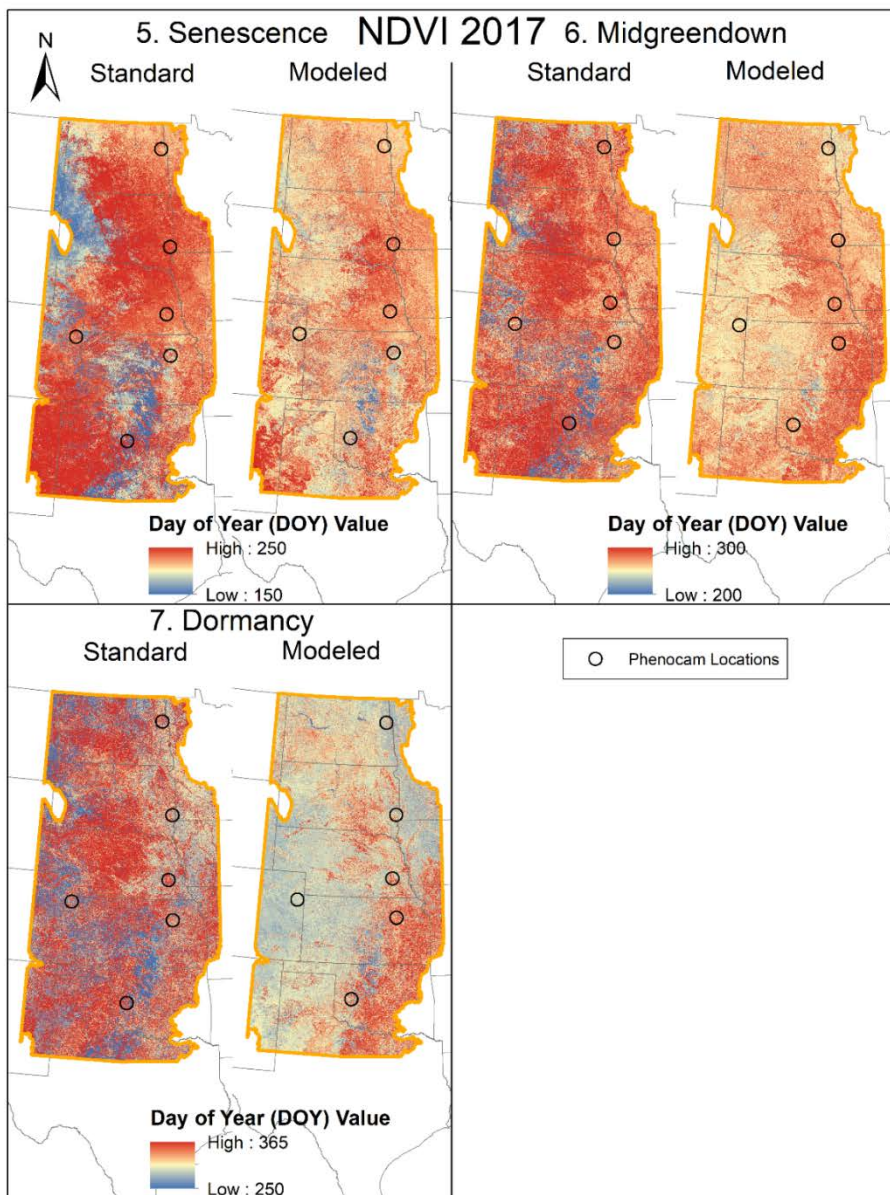 5. Senescence NDVI 2017 6. Midgreendown
N
Standard Modeled Standard Modeled
Day of Year (DOY) Value
High : 250
Low : 150
Day of Year (DOY) Value
High : 300
Low : 200
7. Dormancy
Standard Modeled
Phenocam Locations
Day of Year (DOY) Value
High : 365
Low : 250